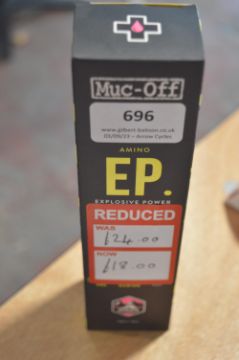 Muc-Off
696
www.gilbert-baitson.co.uk
03/05/23 - Arrow Cycles
AMINO
EP.
EXPLOSIVE POWER
REDUCED
WAS
£24.00
NOW
£18.00